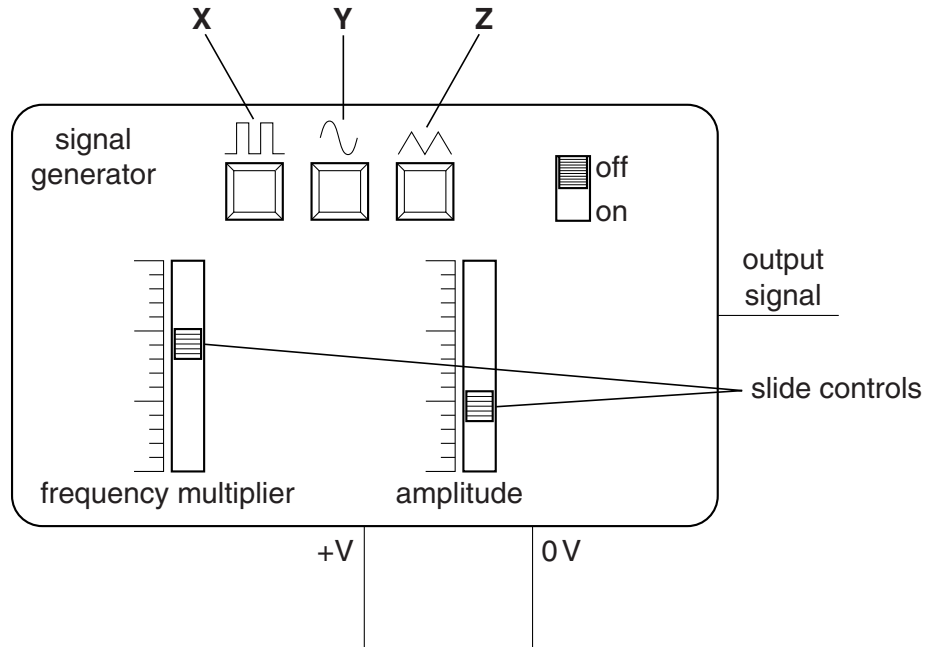 X Y Z
signal
generator
off
on
output
signal
slide controls
frequency multiplier
amplitude
+V
0 V